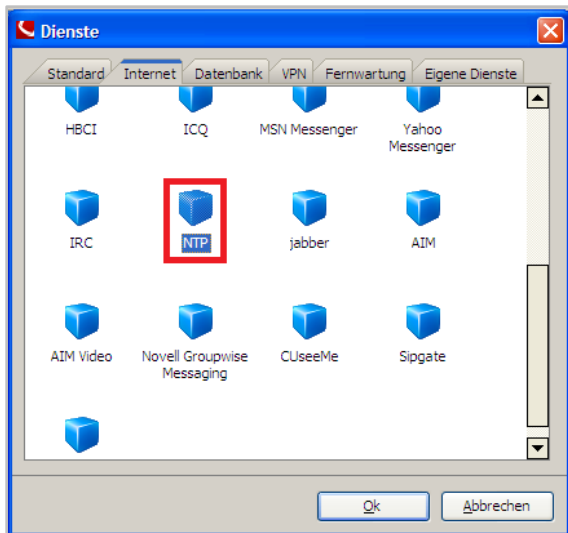 Dienste
Standard Internet Datenbank VPN Fernwartung Eigene Dienste
HBCI ICQ MSN Messenger Yahoo
Messenger
IRC NTP jabber AIM
AIM Video Novell Groupwise CUseeMe Sipgate
Messaging
Ok Abbrechen